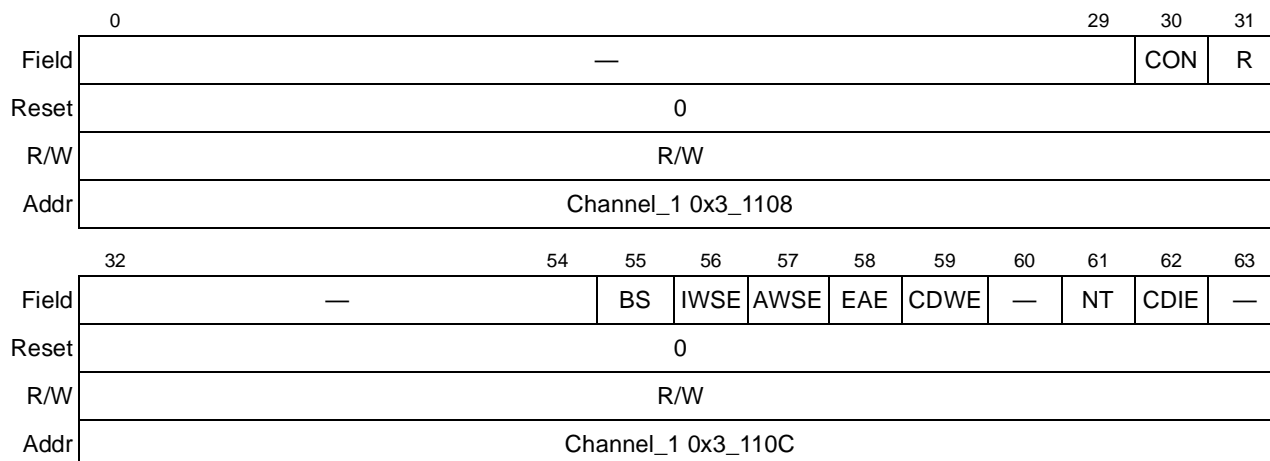 0 29 30 31
Field — CON R
Reset 0
R/W R/W
Addr Channel_1 0x3_1108
32 54 55 56 57 58 59 60 61 62 63
Field — BS IWSE AWSE EAE CDWE — NT CDIE —
Reset 0
R/W R/W
Addr Channel_1 0x3_110C